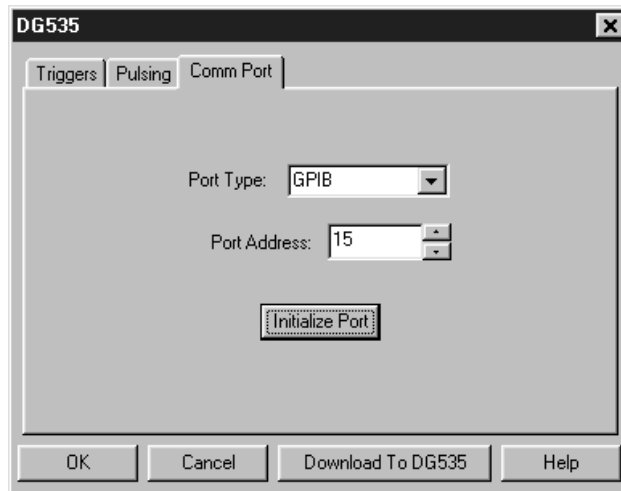 DG535
Triggers Pulsing Comm Port
Port Type: GPIB
Port Address: 15
Initialize Port
OK Cancel Download To DG535 Help